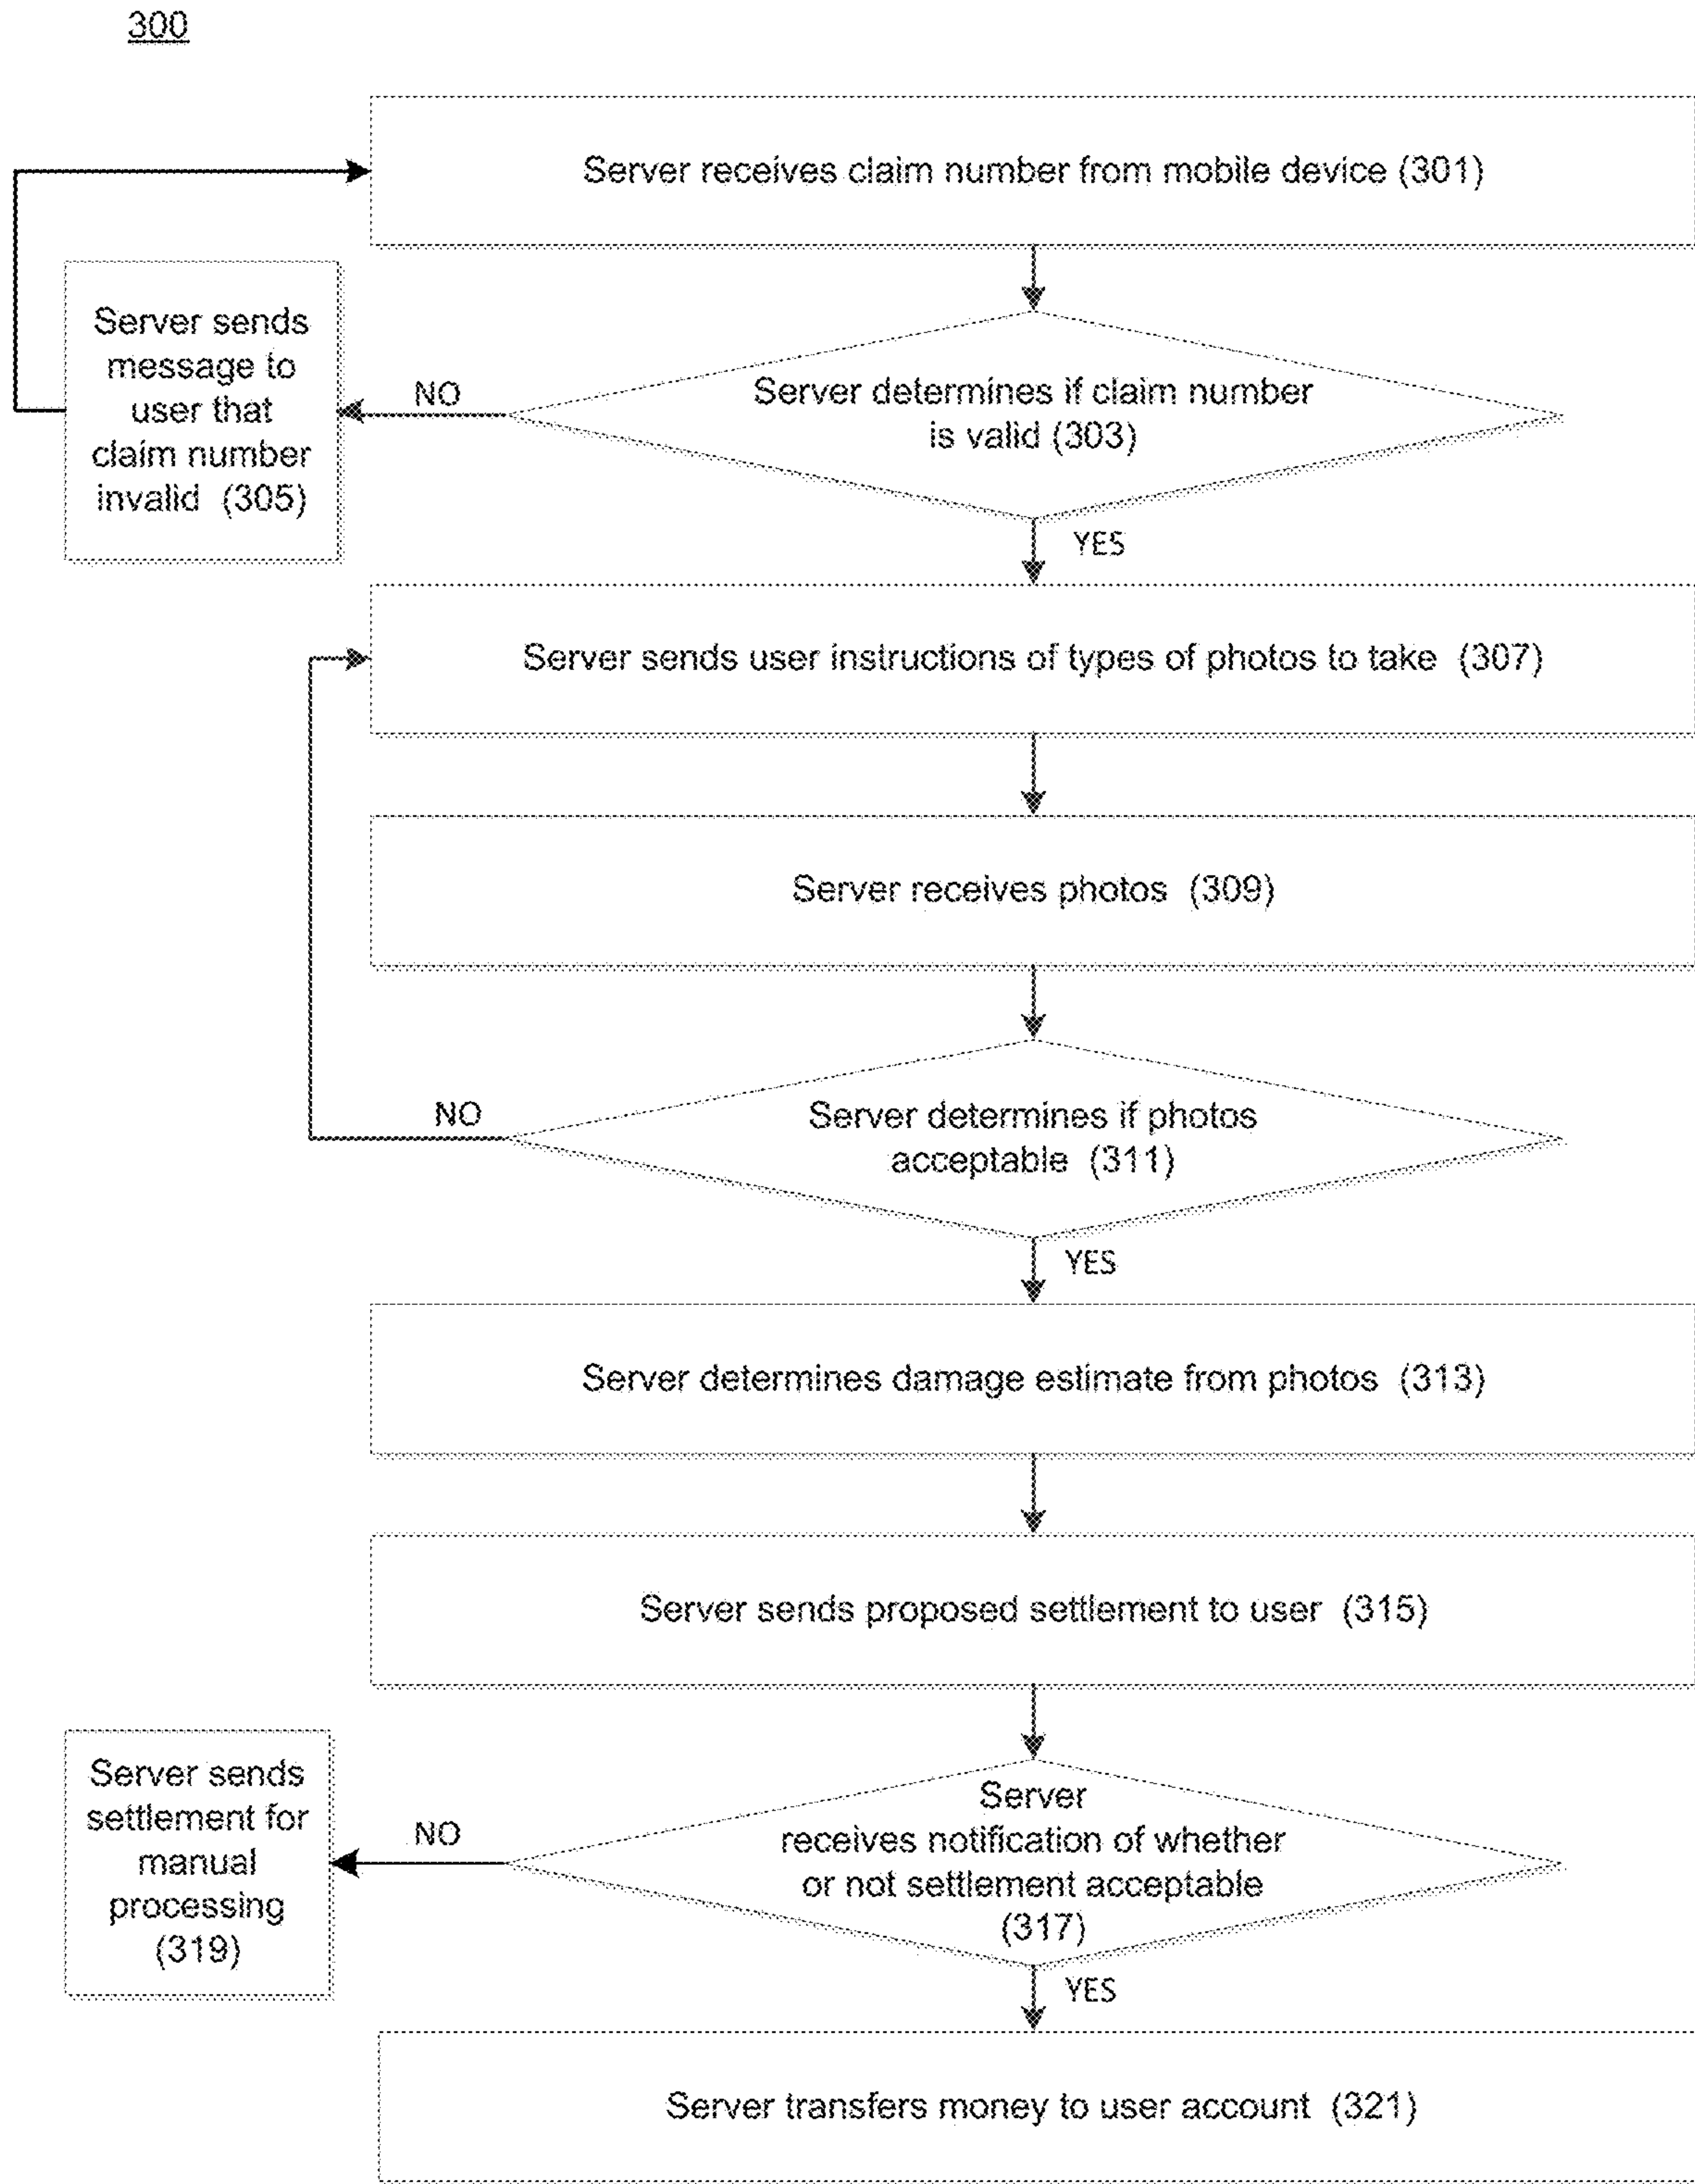 300
Server receives claim number from mobile device (301)
Server sends
message to
user that
claim number
invalid (305)
NO
Server determines if claim number
is valid (303)
YES
Server sends user instructions of types of photos to take (307)
Server receives photos (309)
NO
Server determines if photos
acceptable (311)
YES
Server determines damage estimate from photos (313)
Server sends proposed settlement to user (315)
Server sends
settlement for
manual
processing
(319)
NO
Server
receives notification of whether
or not settlement acceptable
(317)
YES
Server transfers money to user account (321)